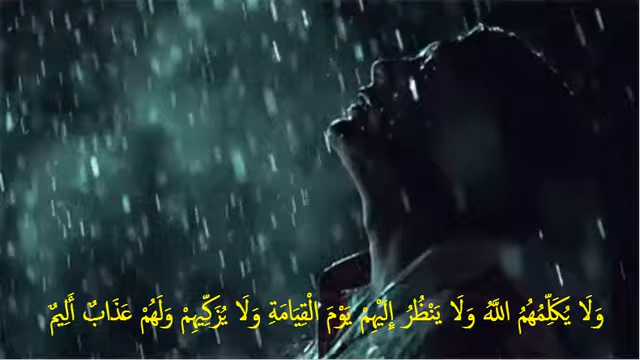 وَلَا يُكَلِّمُهُمُ اللَّهُ وَلَا يَنْظُرُ إِلَيْهِمْ يَوْمَ الْقِيَامَةِ وَلَا يُزَكِّيهِمْ وَلَهُمْ عَذَابٌ أَلِيمٌ